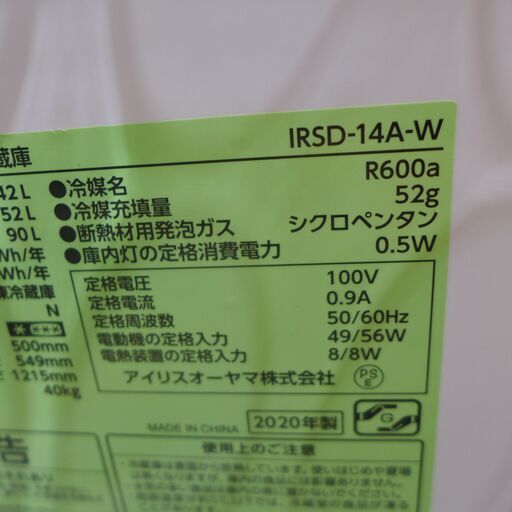 蔵庫 IRSD-14A-W
42L ●冷媒名 R600a
52L ●冷媒充填量 52g
90L ●断熱材用発泡ガス シクロペンタン
Wh/年 ●庫内灯の定格消費電力 0.5W
Wh/年 定格電圧 100V
凍冷蔵庫 定格電流 0.9A
N 定格周波数 50/60Hz
電動機の定格入力 49/56W
500mm 電熱装置の定格入力 8/8W
549mm アイリスオーヤマ株式会社 PSE
1215mm
40kg
MADE IN CHINA 2020年製 G
告 使用上のご注意